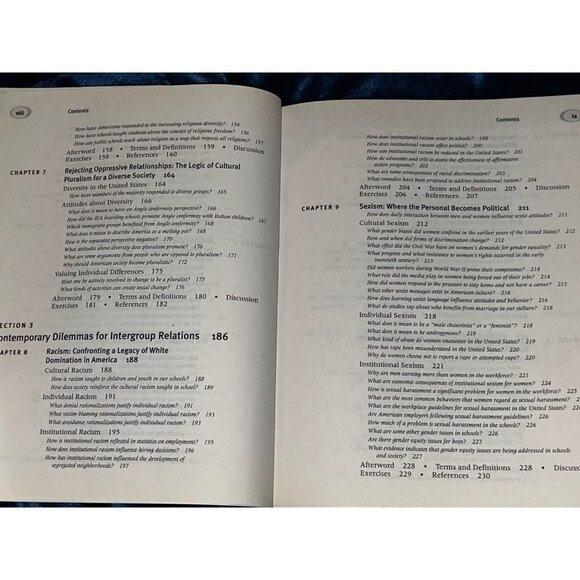 viii
Contents
How have Americans responded to the increasing religious diversity? 154
How have schools taught students about the concept of religious freedom? 156
How can public schools teach about religion in a way that respects all religions? 157
Afterword 158 • Terms and Definitions 159 • Discussion
Exercises 159 • References 160
CHAPTER 7 Rejecting Oppressive Relationships: The Logic of Cultural
Pluralism for a Diverse Society 164
Diversity in the United States 164
How have members of the majority responded to diverse groups? 165
Attitudes about Diversity 166
What does it mean to have an Anglo conformity perspective? 166
How did the BIA boarding schools promote Anglo conformity with Indian children? 167
Which immigrant groups benefited from Anglo conformity? 168
What does it mean to describe America as a melting pot? 168
How is the separatist perspective negative? 170
What attitudes about diversity does pluralism promote? 170
What are some arguments from people who are opposed to pluralism? 171
Why should American society become pluralistic? 172
Valuing Individual Differences 175
Must one be actively involved in change to be a pluralist? 175
What kinds of activities can create social change? 176
Afterword 179 • Terms and Definitions 180 • Discussion
Exercises 181 • References 182
ECTION 3
ontemporary Dilemmas for Intergroup Relations 186
HAPTER 8 Racism: Confronting a Legacy of White
Domination in America 188
Cultural Racism 188
How is racism taught to children and youth in our schools? 188
How does society reinforce the cultural racism taught in school? 189
Individual Racism 191
What denial rationalizations justify individual racism? 191
What victim-blaming rationalizations justify individual racism? 193
What avoidance rationalizations justify individual racism? 193
Institutional Racism 195
How is institutional racism reflected in statistics on employment? 195
How does institutional racism influence hiring decisions? 196
How has institutional racism influenced the development of
segregated neighborhoods? 197
Contents
ix
How does institutional racism occur in schools? 198
How does institutional racism affect politics? 200
How can institutional racism be reduced in the United States? 201
How do advocates and critics assess the effectiveness of affirmative
action programs? 202
What are some consequences of racial discrimination? 203
What remedies have been proposed to address institutional racism? 204
Afterword 204 • Terms and Definitions 205 • Discussion
Exercises 206 • References 207
CHAPTER 9 Sexism: Where the Personal Becomes Political 211
How does daily interaction between men and women influence sexist attitudes? 211
Cultural Sexism 212
What gender biases did women confront in the earliest years of the United States? 212
How and when did forms of discrimination change? 212
What effect did the Civil War have on women's demands for gender equality? 213
What progress and what resistance to women's rights occurred in the early
twentieth century? 213
Did women workers during World War II prove their competence? 214
What role did the media play in women being forced out of their jobs? 214
How did women respond to the pressure to stay home and not have a career? 215
What other sexist messages exist in American culture? 216
How does learning sexist language influence attitudes and behavior? 216
What do studies say about who benefits from marriage in our culture? 216
Individual Sexism 218
What does it mean to be a "male chauvinist" or a "feminist"? 218
What does it mean to be androgynous? 219
What kind of abuse do women encounter in the United States? 219
How has rape been misunderstood in the United States? 220
Why do women choose not to report a rape or attempted rape? 220
Institutional Sexism 221
Why are men earning more than women in the workforce? 221
What are economic consequences of institutional sexism for women? 224
How is sexual harassment a significant problem for women in the workforce? 225
What are the most common behaviors that women regard at sexual harassment? 22
What are the workplace guidelines for sexual harassment in the United States? 226
Are American employers following sexual harassment guidelines? 226
How much of a problem is sexual harassment in the schools? 226
What are some other gender issues in schools? 226
Are there gender equity issues for boys? 227
What evidence indicates that gender equity issues are being addressed in schools
and society? 227
Afterword 228 • Terms and Definitions 228 • Discuss
Exercises 229 • References 230